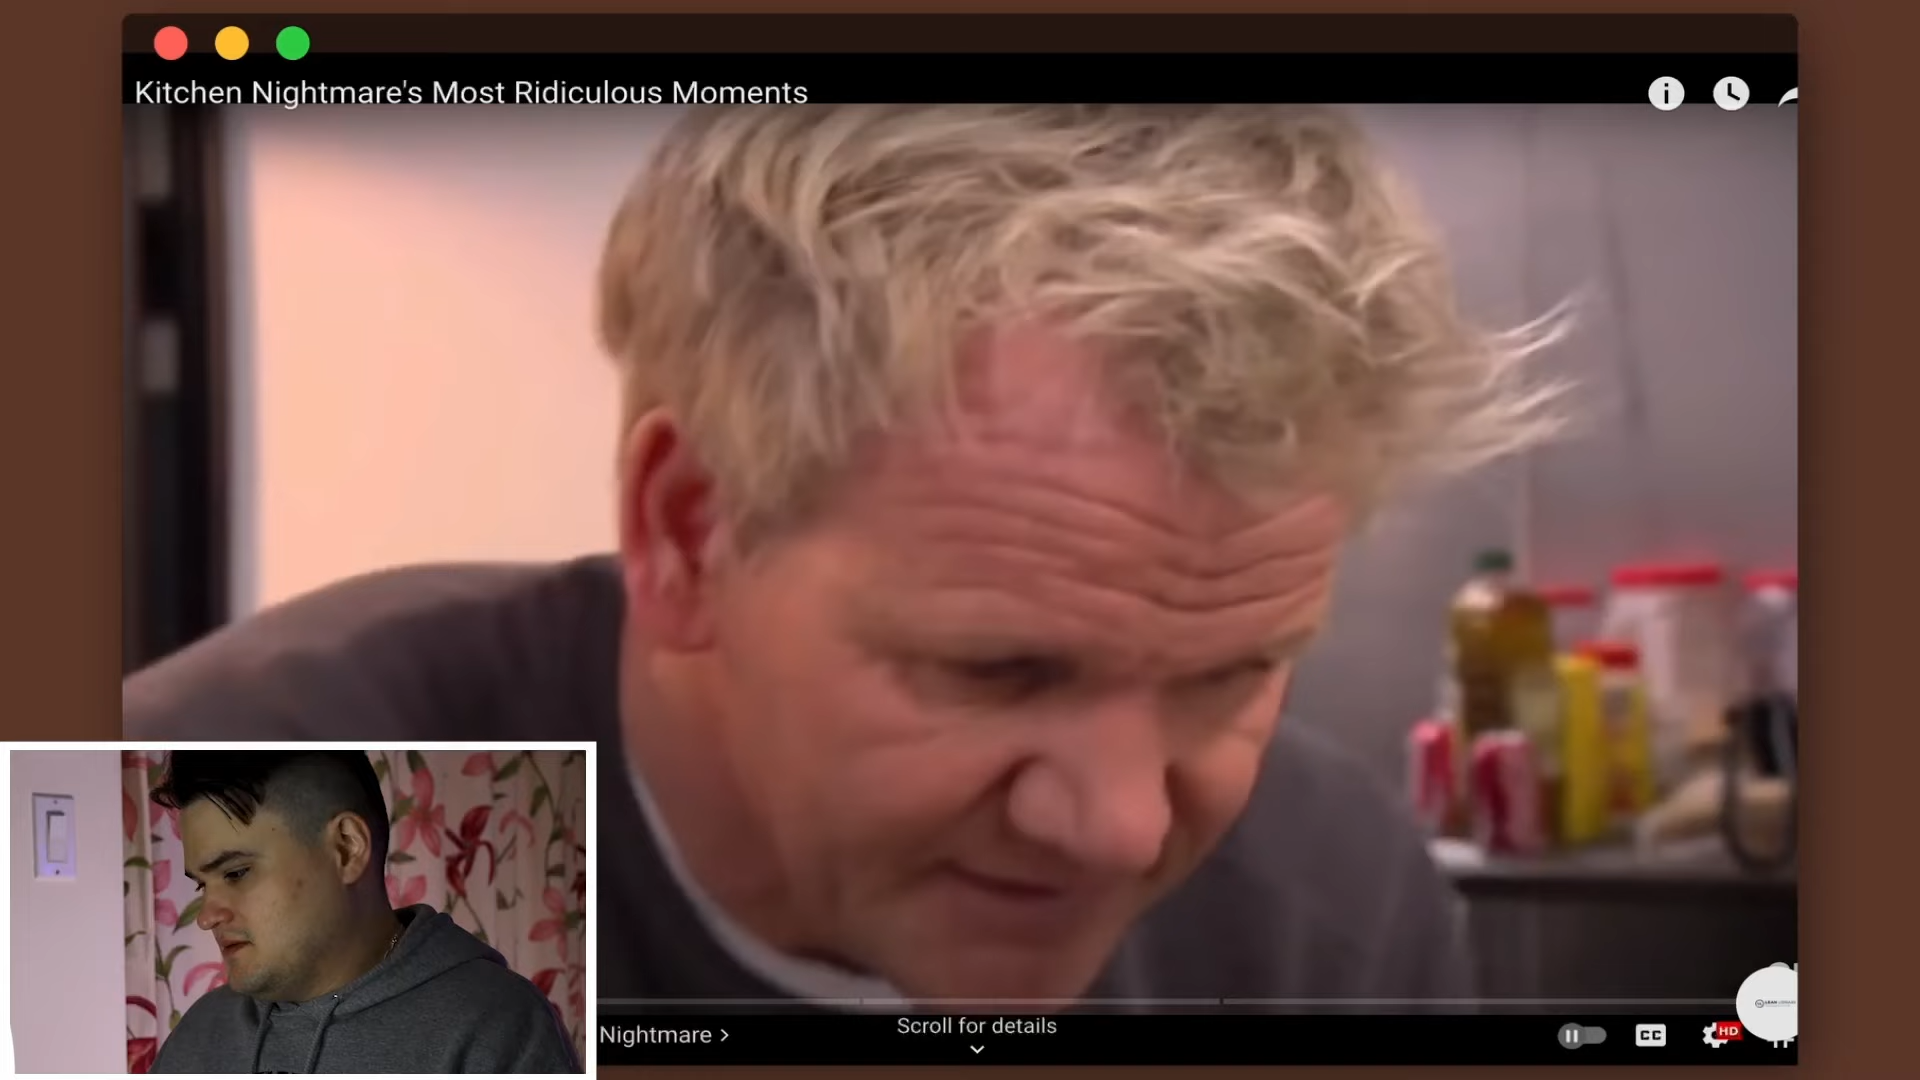 Kitchen Nightmare's Most Ridiculous Moments
Nightmare >
Scroll for details
CC
HD